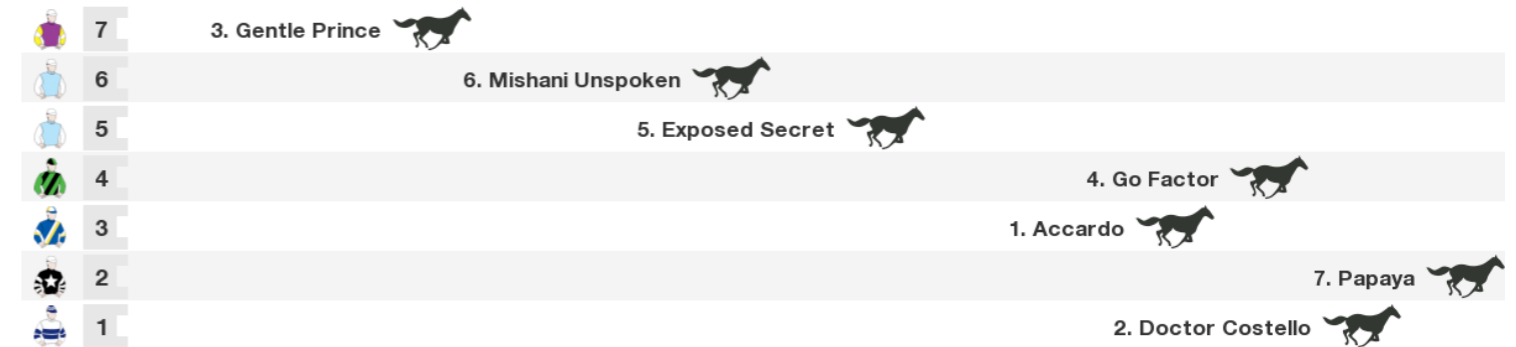 7 3. Gentle Prince
6 6. Mishani Unspoken
5 5. Exposed Secret
4 4. Go Factor
3 1. Accardo
2 7. Papaya
1 2. Doctor Costello